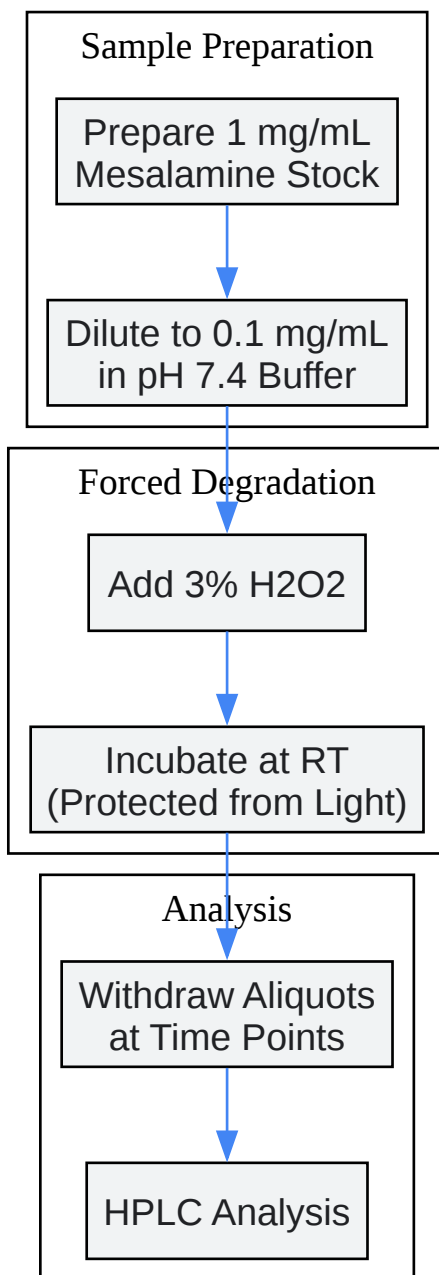 Sample Preparation
Prepare 1 mg/mL
Mesalamine Stock
Dilute to 0.1 mg/mL
in pH 7.4 Buffer
Forced Degradation
Add 3% H2O2
Incubate at RT
(Protected from Light)
Analysis
Withdraw Aliquots
at Time Points
HPLC Analysis